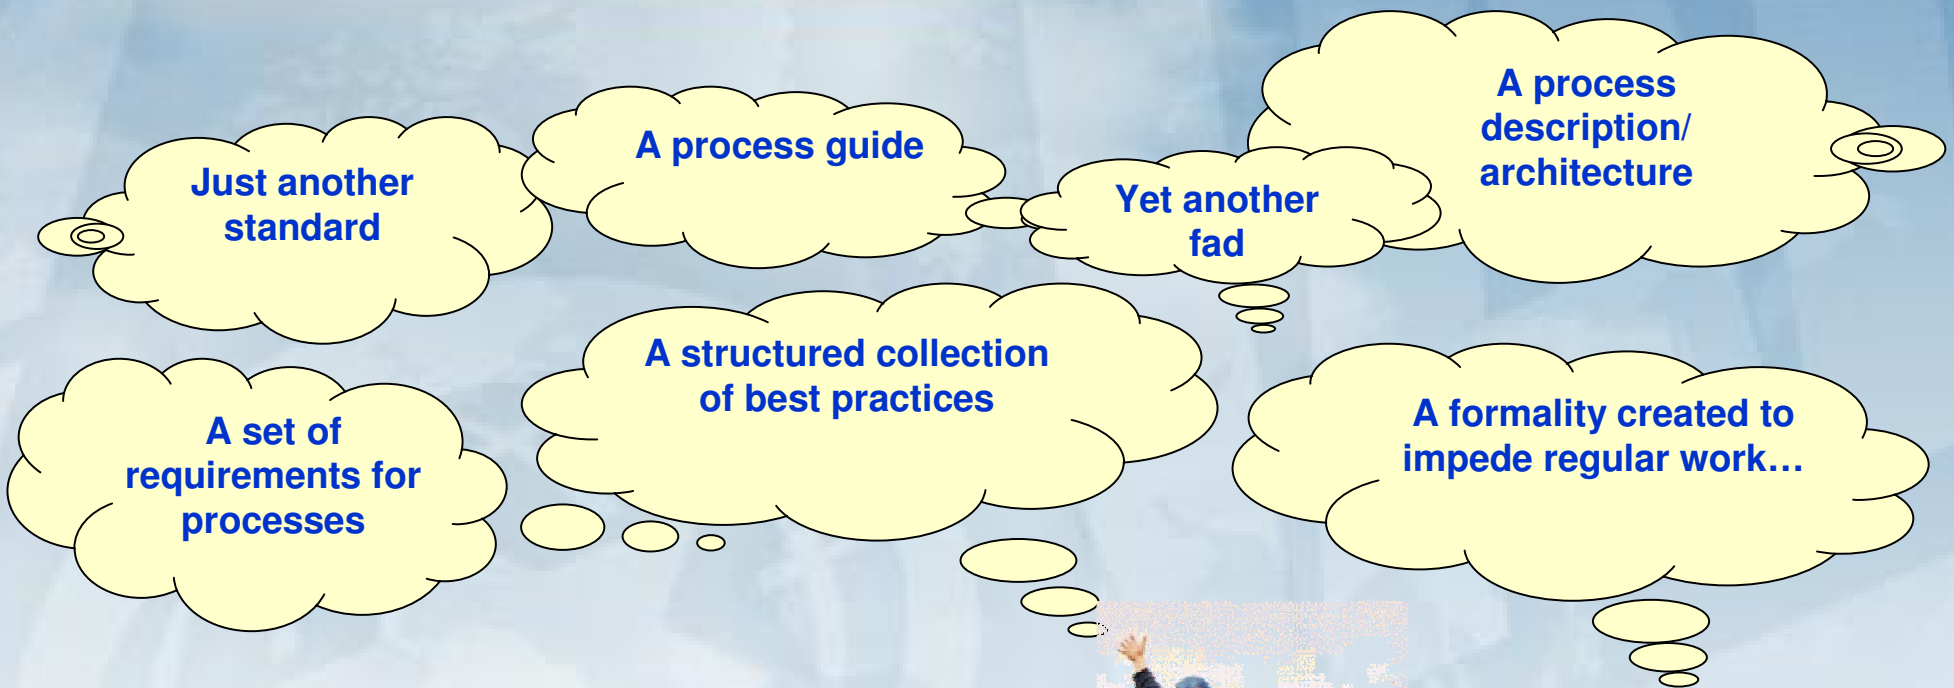 Just another
standard
A process guide
Yet another
fad
A process
description/
architecture
A set of
requirements for
processes
A structured collection
of best practices
A formality created to
impede regular work…